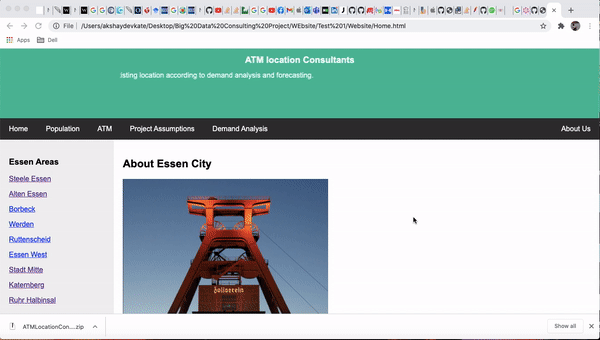 File | /Users/akshaydevkate/Desktop/Big%20Data%20Consulting%20Project/WEbsite/Test%201/Website/Home.html
Apps Dell
ATM location Consultants
isting location according to demand analysis and forecasting.
Home Population ATM Project Assumptions Demand Analysis About Us
Essen Areas
Steele Essen
Alten Essen
Borbeck
Werden
Ruttenscheid
Essen West
Stadt Mitte
Katernberg
Ruhr Halbinsal
About Essen City
Zollverein
ATMLocationCon....zip Show all